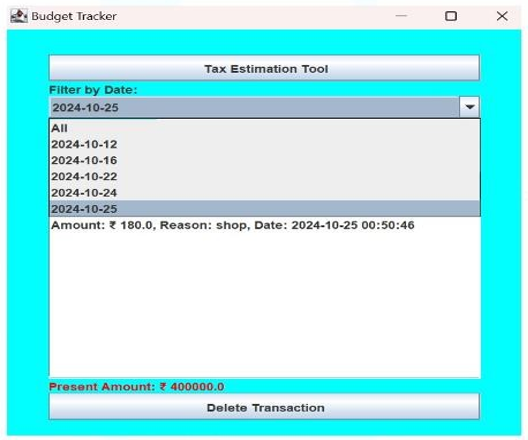 Budget Tracker
Tax Estimation Tool
Filter by Date:
2024-10-25
All
2024-10-12
2024-10-16
2024-10-22
2024-10-24
2024-10-25
Amount: ₹ 180.0, Reason: shop, Date: 2024-10-25 00:50:46
Present Amount: ₹ 400000.0
Delete Transaction